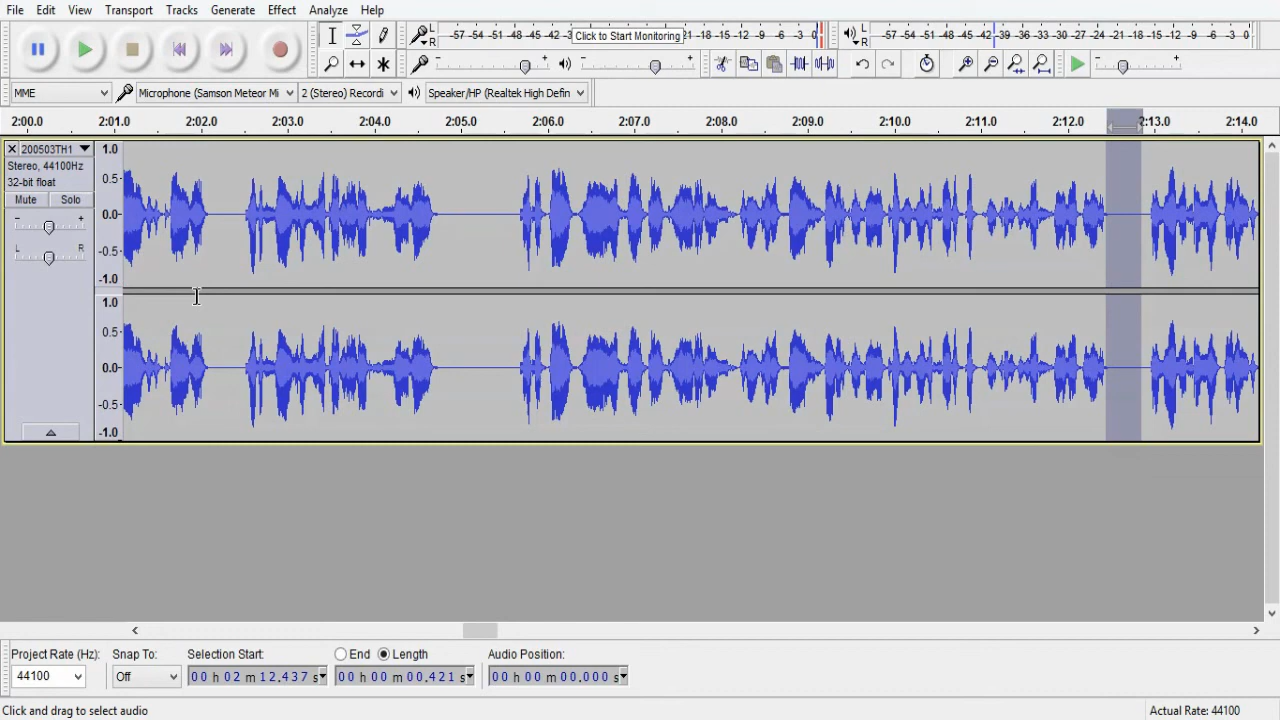 File Edit View Transport Tracks Generate Effect Analyze Help
L R -57 -54 -51 -48 -45 -42 -3 Click to Start Monitoring 21 -18 -15 -12 -9 -6 -3 0
L R -57 -54 -51 -48 -45 -42 -39 -36 -33 -30 -27 -24 -21 -18 -15 -12 -9 -6 -3 0
MME Microphone (Samson Meteor Mi 2 (Stereo) Recordi Speaker/HP (Realtek High Defin
2:00.0 2:01.0 2:02.0 2:03.0 2:04.0 2:05.0 2:06.0 2:07.0 2:08.0 2:09.0 2:10.0 2:11.0 2:12.0 2:13.0 2:14.0
200503TH1
Stereo, 44100Hz
32-bit float
Mute Solo
- +
L R
1.0
0.5
0.0
-0.5
-1.0
1.0
0.5
0.0
-0.5
-1.0
Project Rate (Hz): Snap To: Selection Start: End Length Audio Position:
44100 Off 00 h 02 m 12.437 s 00 h 00 m 00.421 s 00 h 00 m 00.000 s
Click and drag to select audio Actual Rate: 44100